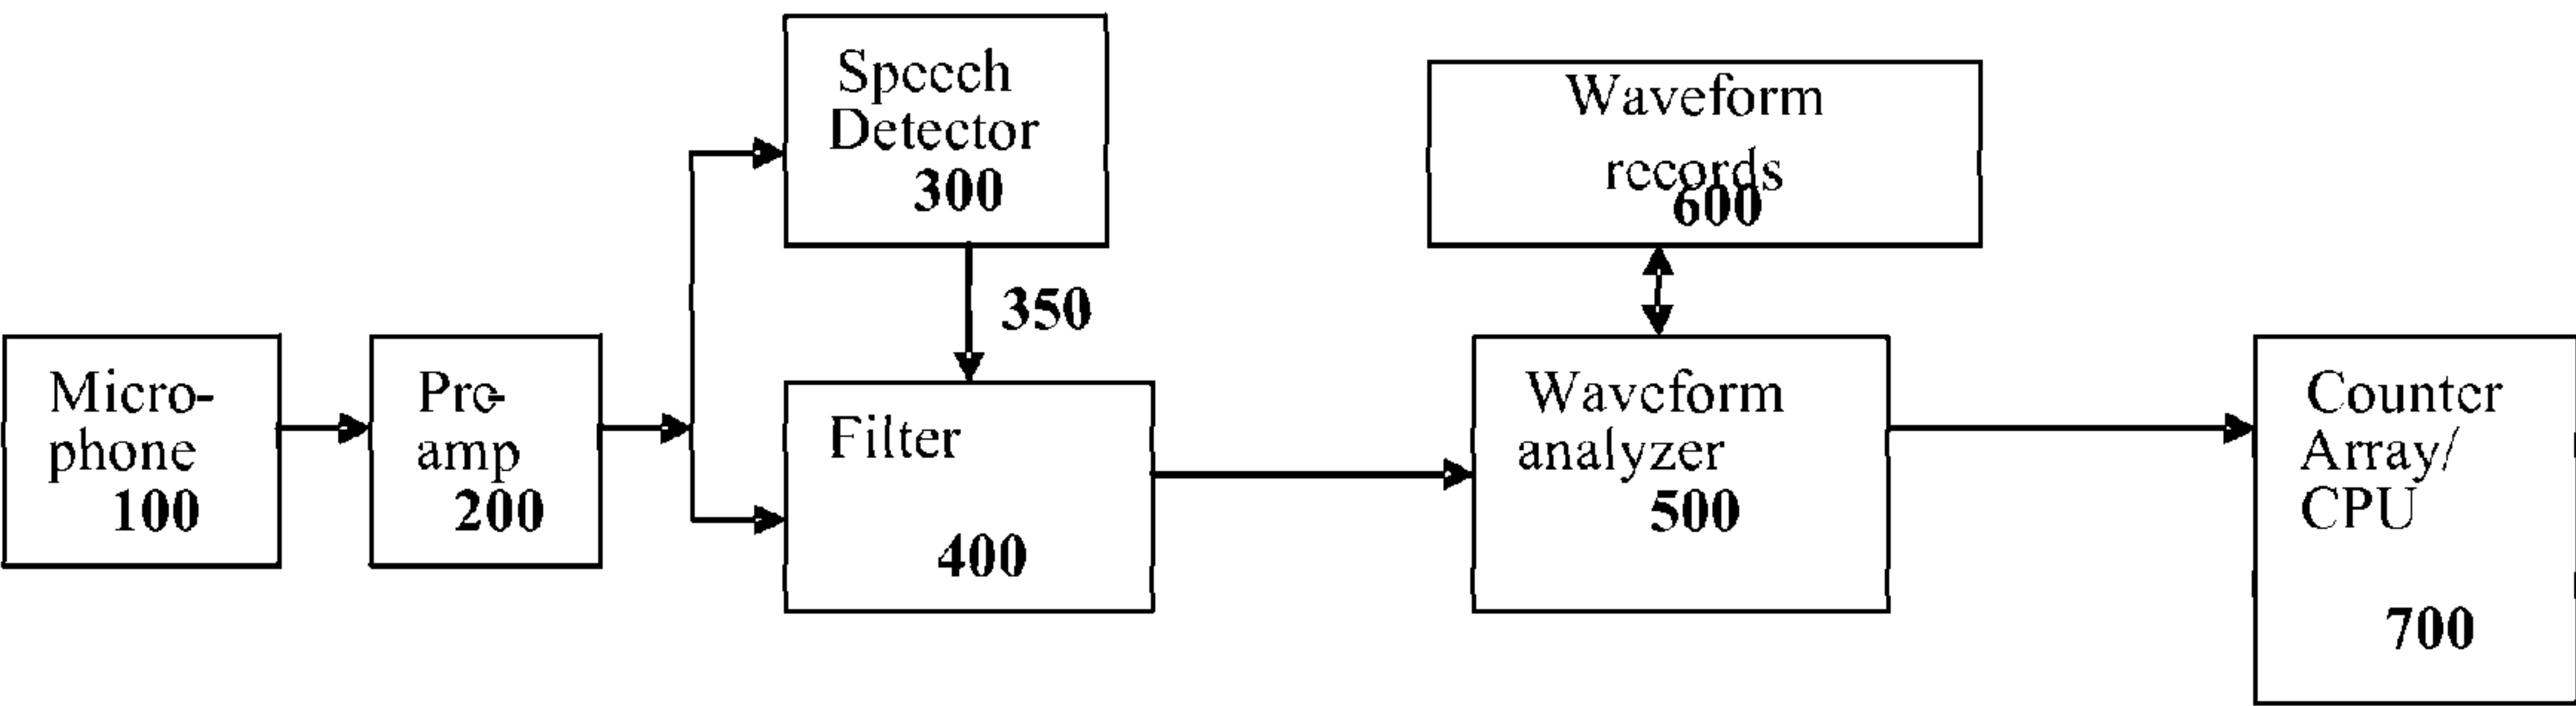 Micro-
phone
100
Pre-
amp
200
Speech
Detector
300
350
Filter
400
Waveform
records
600
Waveform
analyzer
500
Counter
Array/
CPU
700